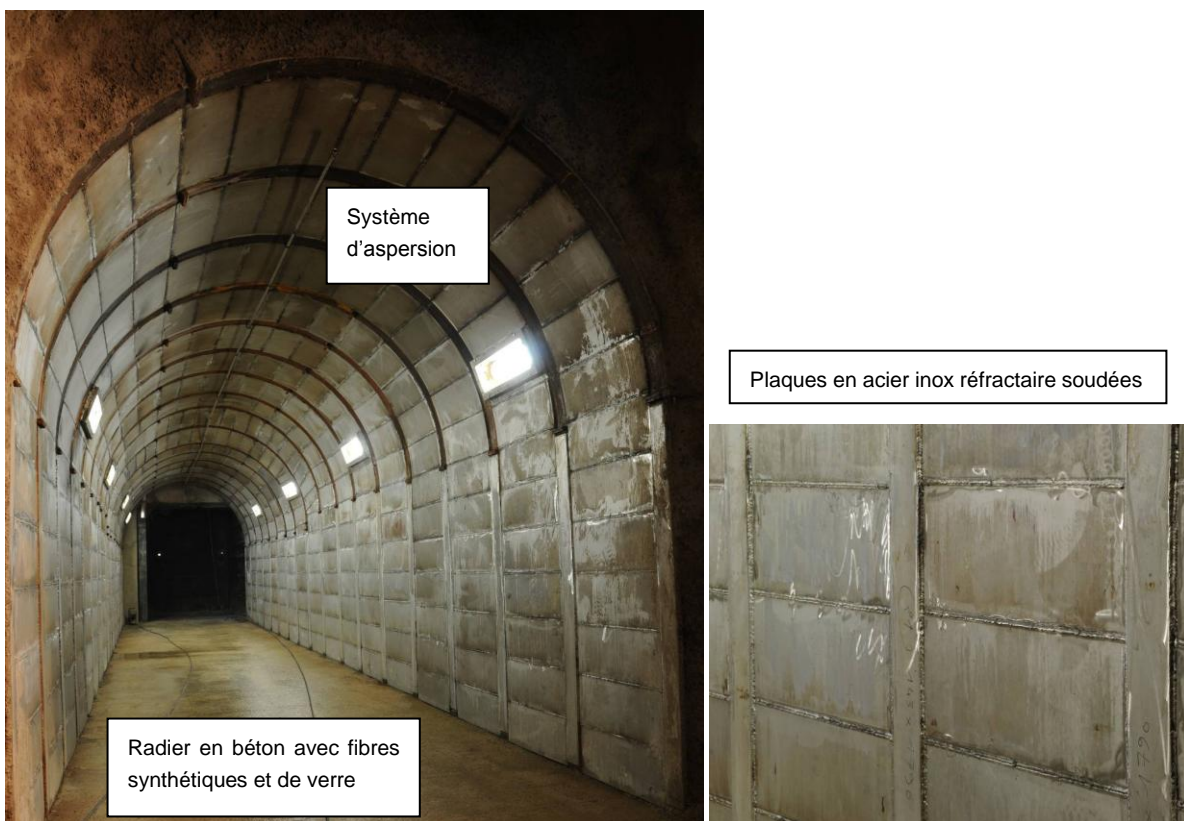 Système
d'aspersion
Plaques en acier inox réfractaire soudées
Radier en béton avec fibres
synthétiques et de verre